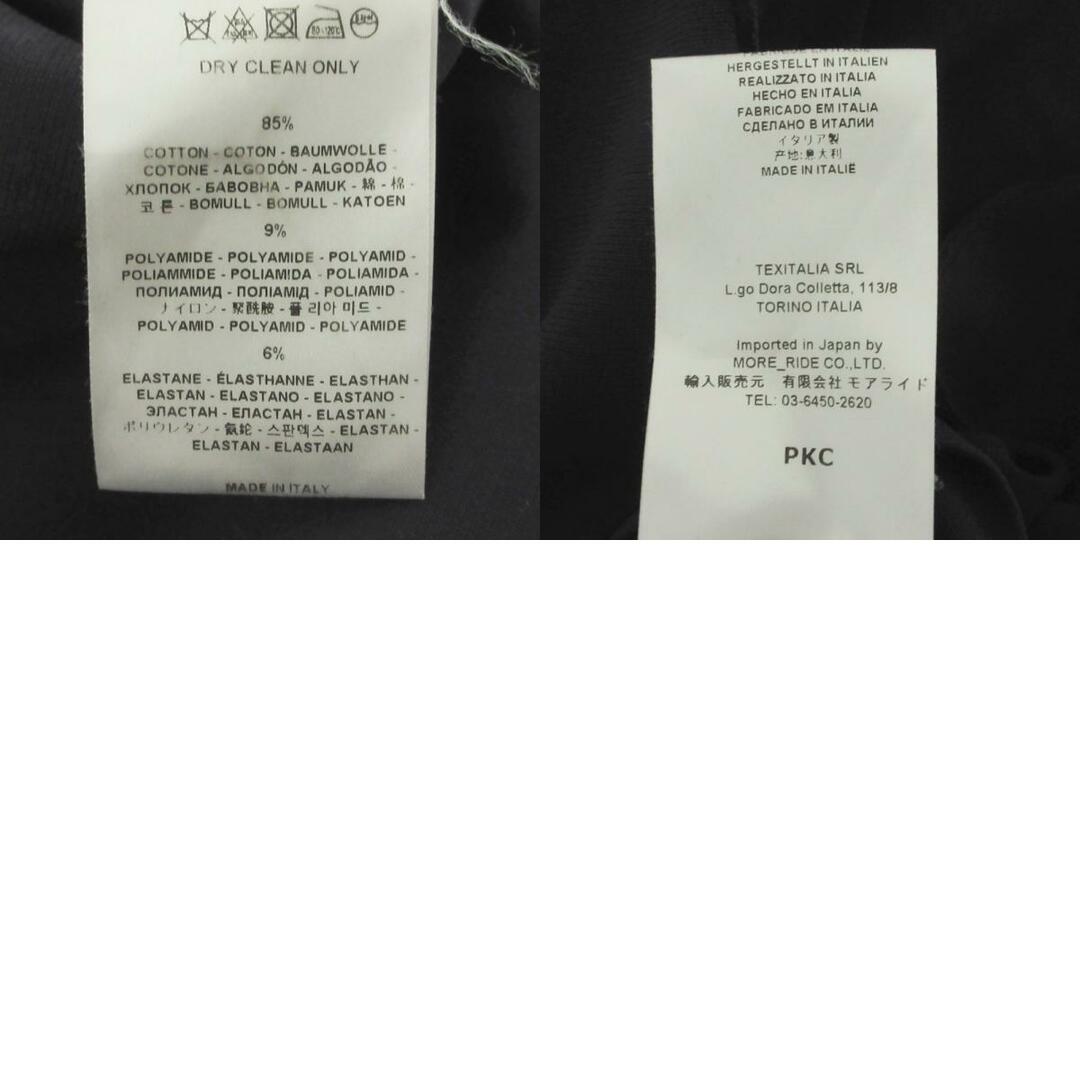 DRY CLEAN ONLY
85%
COTTON - COTON - BAUMWOLLE -
COTONE - ALGODÓN - ALGODÃO -
ХЛОПОК - БАВОВНА - PAMUK - 綿 - 棉 -
코 튼 - BOMULL - BOMULL - KATOEN
9%
POLYAMIDE - POLYAMIDE - POLYAMID -
POLIAMMIDE - POLIAMIDA - POLIAMIDA -
ПОЛИАМИД - ПОЛІАМІД - POLIAMID -
ナイロン - 聚酰胺 - 폴 리아 미드 -
POLYAMID - POLYAMID - POLYAMIDE
6%
ELASTANE - ÉLASTHANNE - ELASTHAN -
ELASTAN - ELASTANO - ELASTANO -
ЭЛАСТАН - ЕЛАСТАН - ELASTAN -
ポリウレタン - 氨纶 - 스판덱스 - ELASTAN -
ELASTAN - ELASTAAN
MADE IN ITALY
HERGESTELLT IN ITALIEN
REALIZZATO IN ITALIA
HECHO EN ITALIA
FABRICADO EM ITALIA
СДЕЛАНО В ИТАЛИИ
イタリア製
产地:意大利
MADE IN ITALIË
TEXITALIA SRL
L.go Dora Colletta, 113/8
TORINO ITALIA
Imported in Japan by
MORE_RIDE CO.,LTD.
輸入販売元 有限会社 モアライド
TEL: 03-6450-2620
PKC